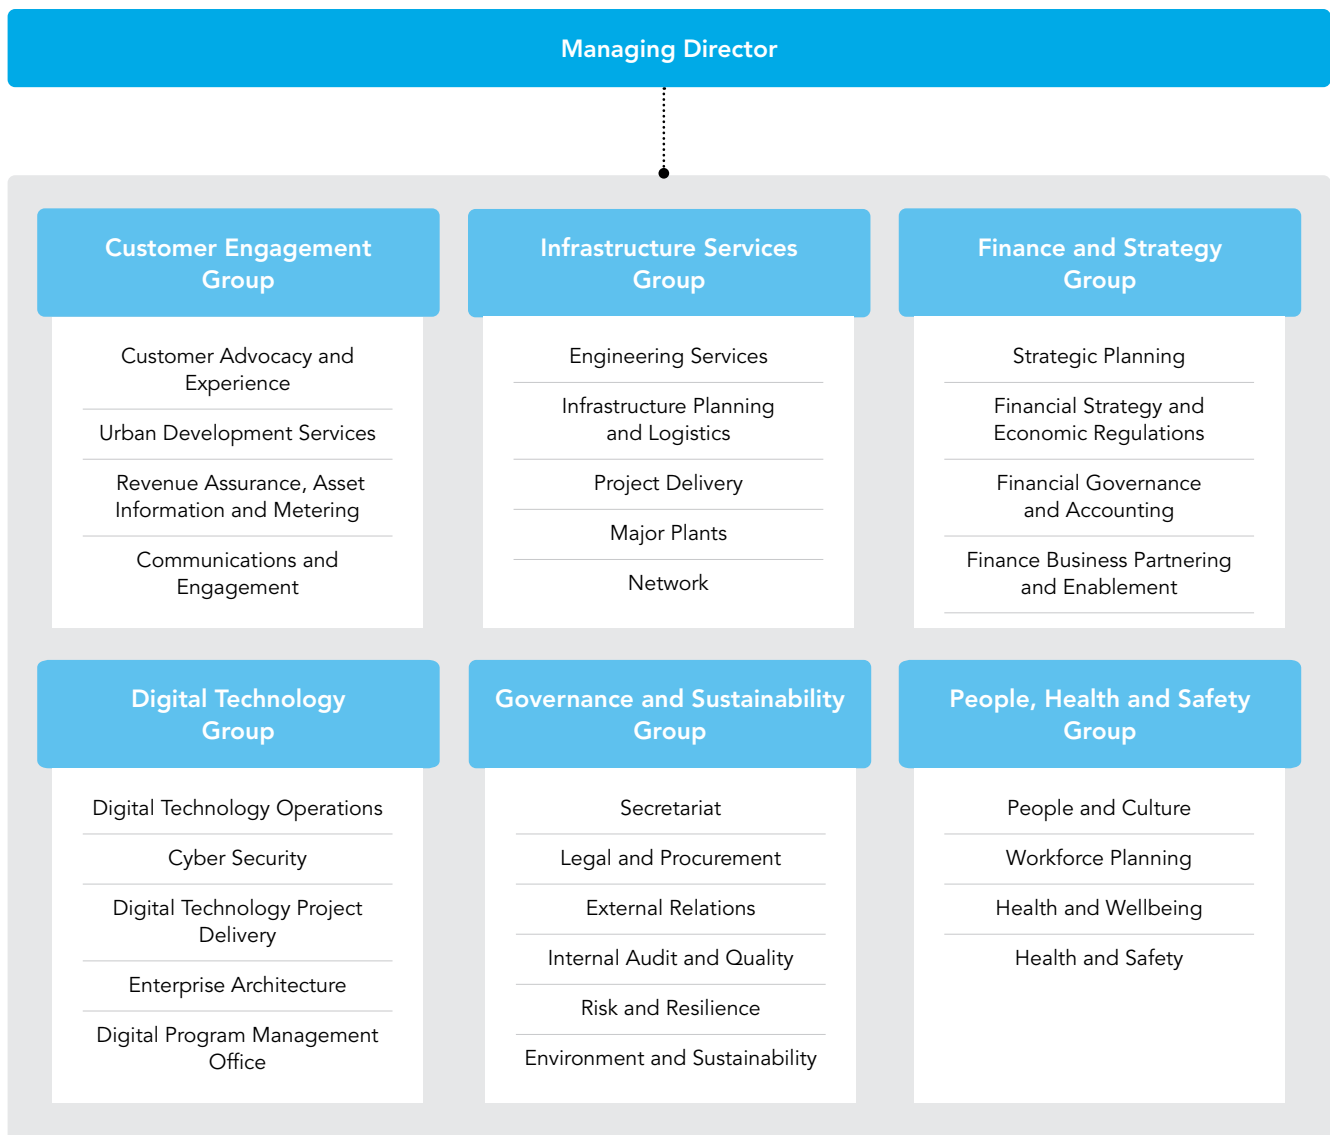 Managing Director
Customer Engagement
Group
Customer Advocacy and
Experience
Urban Development Services
Revenue Assurance, Asset
Information and Metering
Communications and
Engagement
Infrastructure Services
Group
Engineering Services
Infrastructure Planning
and Logistics
Project Delivery
Major Plants
Network
Finance and Strategy
Group
Strategic Planning
Financial Strategy and
Economic Regulations
Financial Governance
and Accounting
Finance Business Partnering
and Enablement
Digital Technology
Group
Digital Technology Operations
Cyber Security
Digital Technology Project
Delivery
Enterprise Architecture
Digital Program Management
Office
Governance and Sustainability
Group
Secretariat
Legal and Procurement
External Relations
Internal Audit and Quality
Risk and Resilience
Environment and Sustainability
People, Health and Safety
Group
People and Culture
Workforce Planning
Health and Wellbeing
Health and Safety